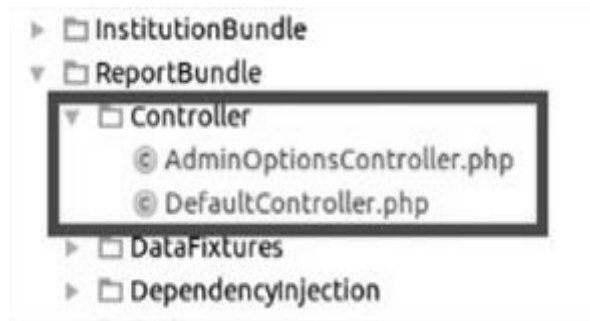 InstitutionBundle
ReportBundle
Controller
AdminOptionsController.php
DefaultController.php
DataFixtures
DependencyInjection